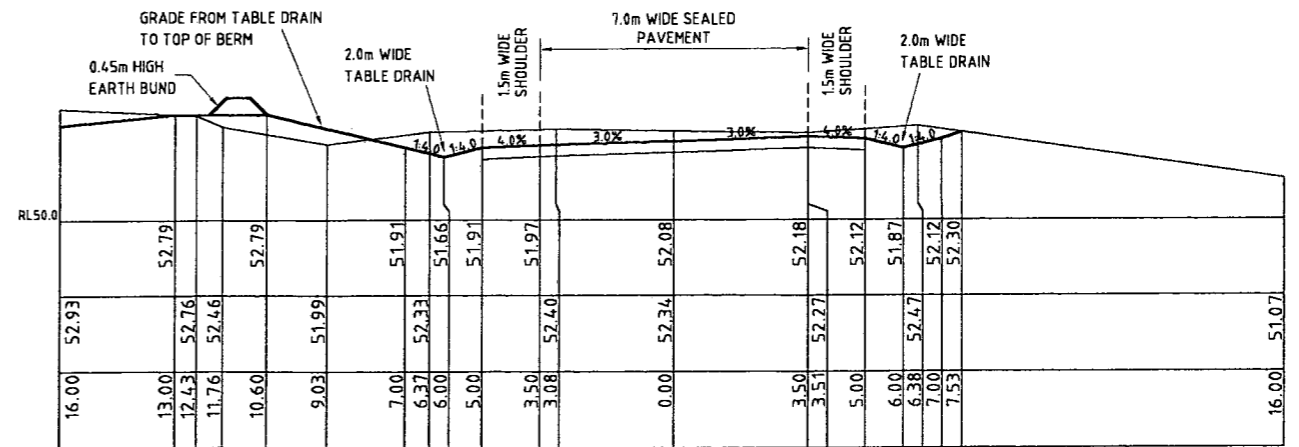 GRADE FROM TABLE DRAIN
TO TOP OF BERM
0.45m HIGH
EARTH BUND
2.0m WIDE
TABLE DRAIN
1.5m WIDE
SHOULDER
7.0m WIDE SEALED
PAVEMENT
1.5m WIDE
SHOULDER
2.0m WIDE
TABLE DRAIN
1:4.0 1:4.0 4.0% 3.0% 3.0% 4.0% 1:4.0 1:4.0
RL50.0
52.79 52.79 51.91 51.66 51.91 51.97 52.08 52.18 52.12 51.87 52.12 52.30
52.93 52.76 52.46 51.99 52.33 52.40 52.34 52.27 52.47 51.07
16.00 13.00 12.43 11.76 10.60 9.03 7.00 6.37 6.00 5.00 3.50 3.08 0.00 3.50 3.51 5.00 6.00 6.38 7.00 7.53 16.00